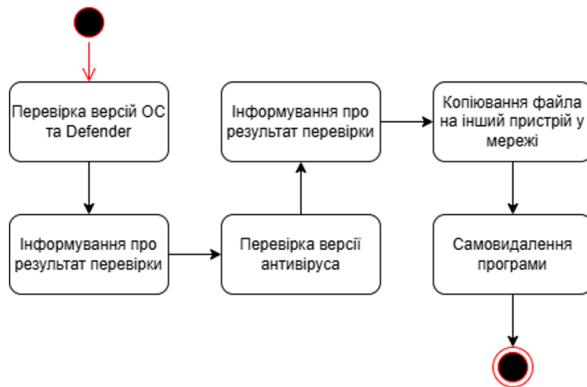 Перевірка версій ОС
та Defender
Інформування про
результат перевірки
Перевірка версії
антивіруса
Інформування про
результат перевірки
Копіювання файла
на інший пристрій у
мережі
Самовидалення
програми